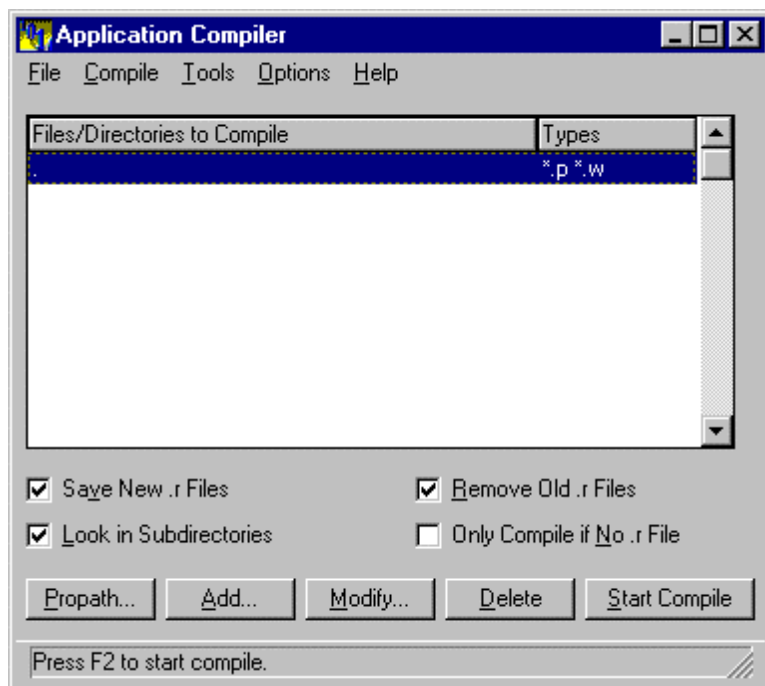 Application Compiler
File Compile Tools Options Help
Files/Directories to Compile Types
. *.p *.w
Save New .r Files Remove Old .r Files
Look in Subdirectories Only Compile if No .r File
Propath... Add... Modify... Delete Start Compile
Press F2 to start compile.